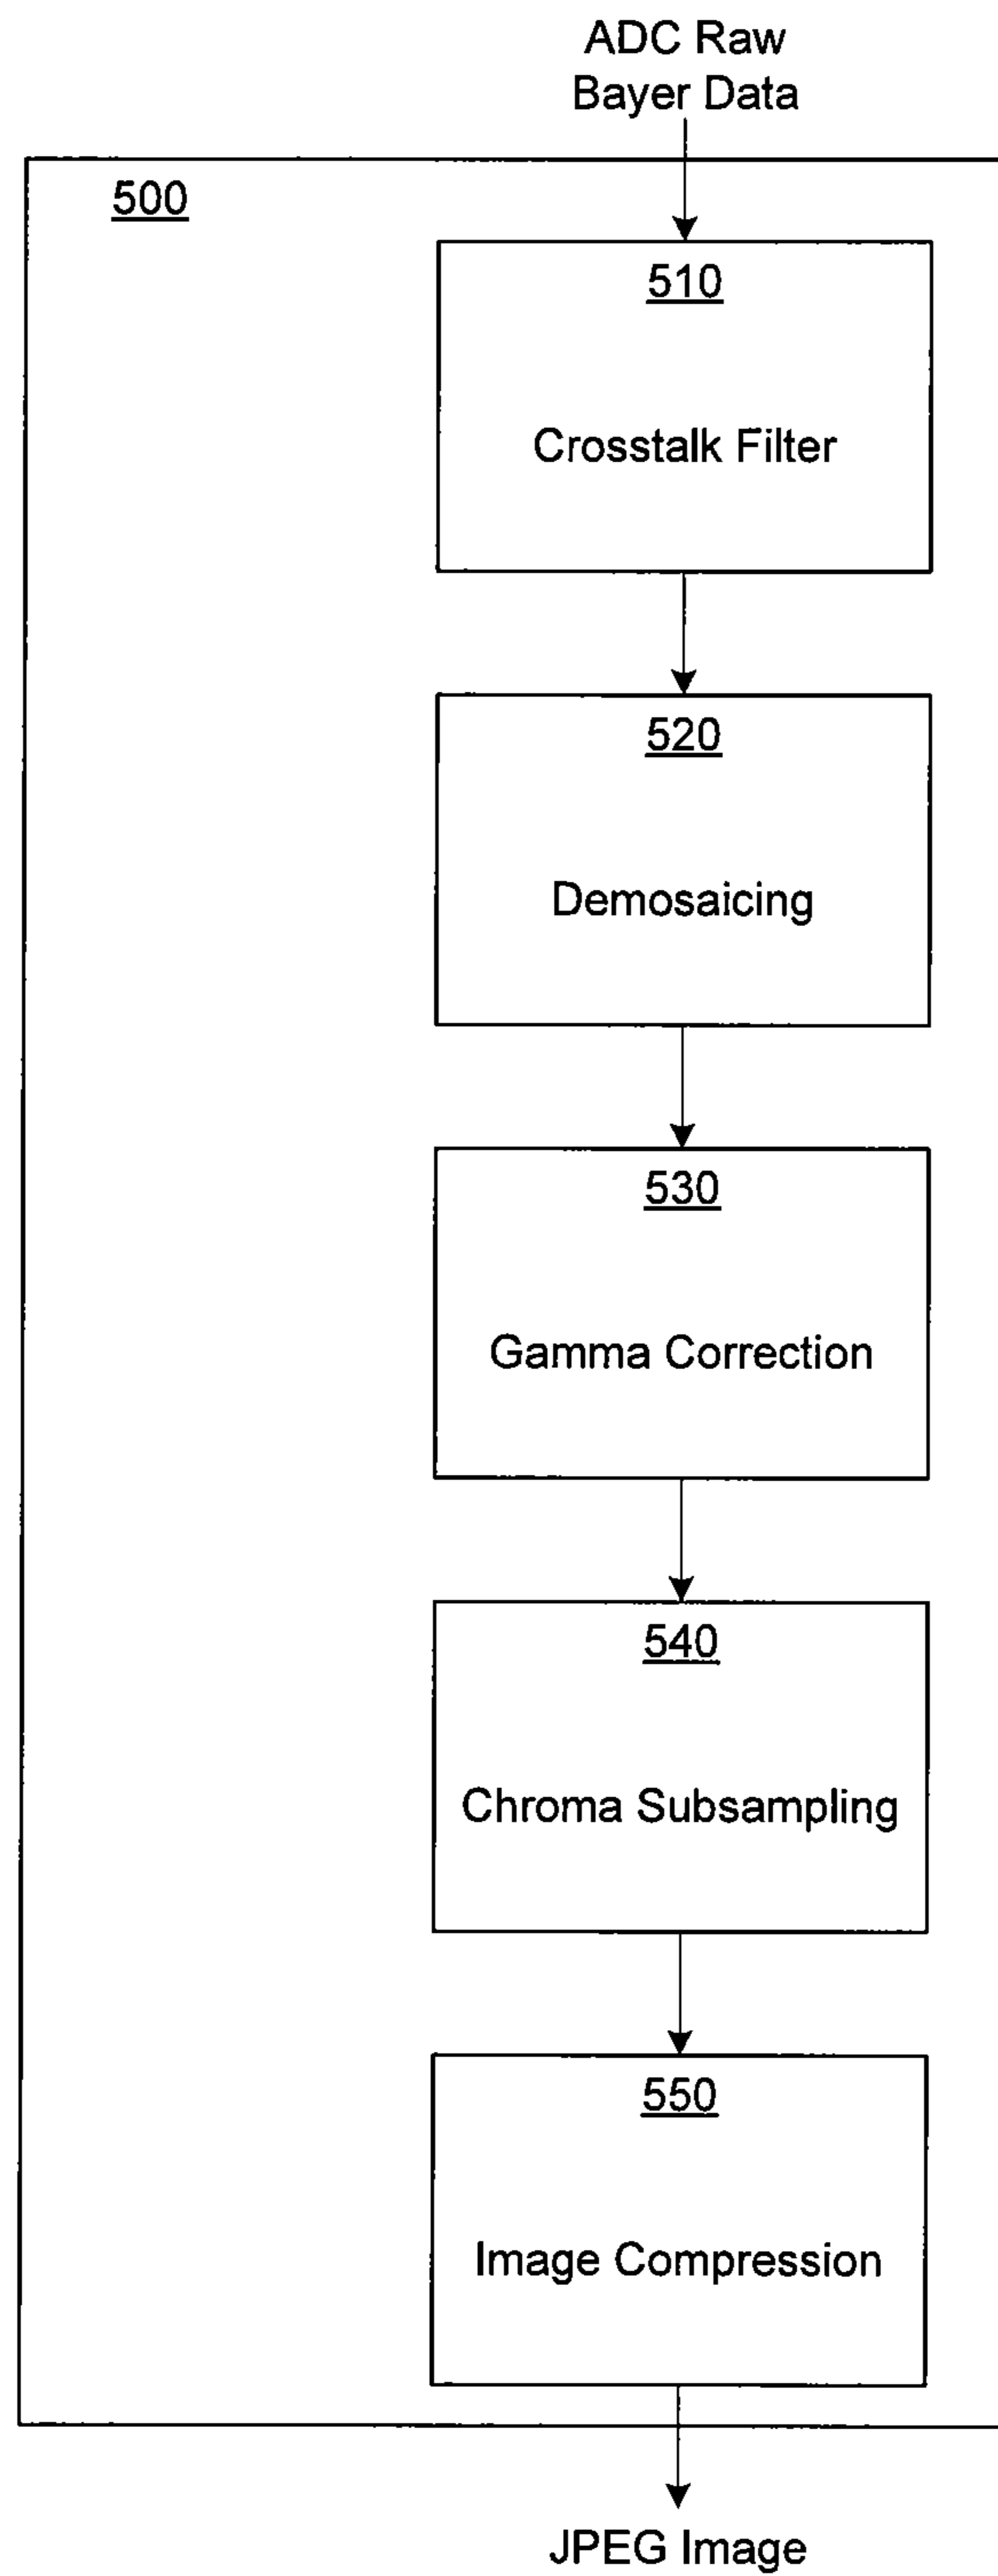 ADC Raw
Bayer Data
500
510
Crosstalk Filter
520
Demosaicing
530
Gamma Correction
540
Chroma Subsampling
550
Image Compression
JPEG Image